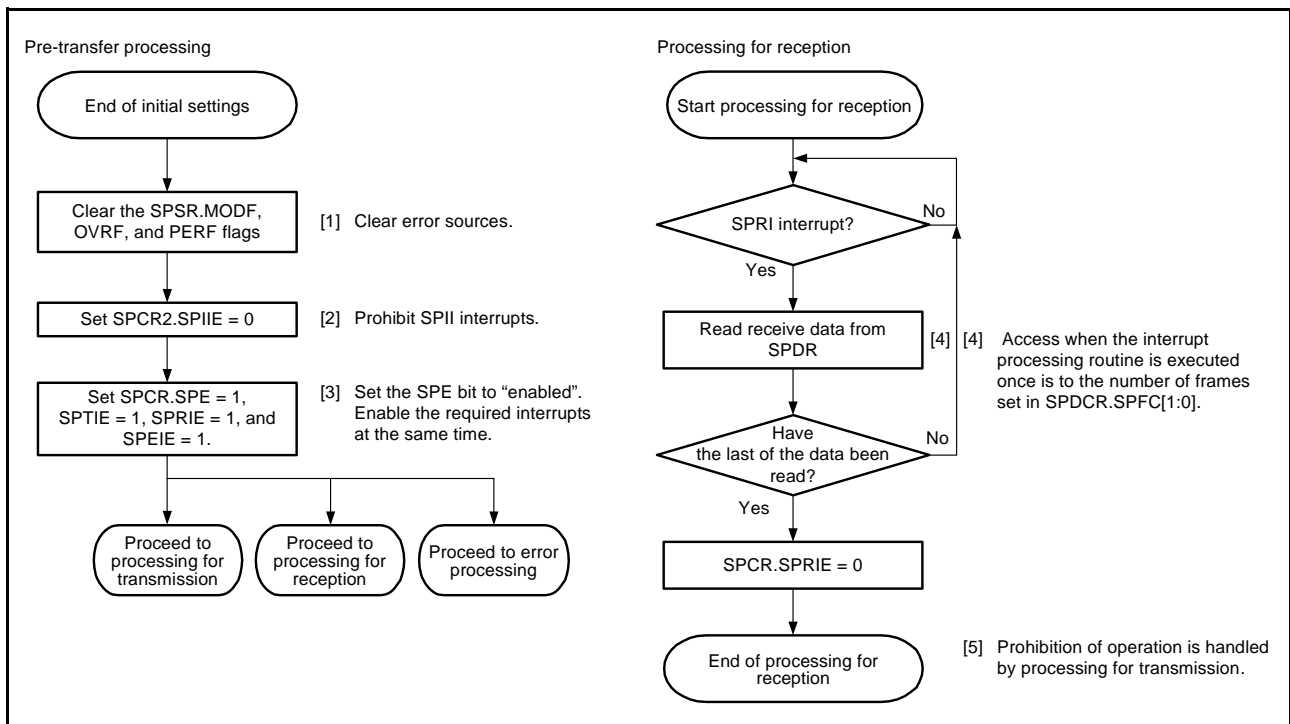 Pre-transfer processing
End of initial settings
Clear the SPSR.MODF,
OVRF, and PERF flags
[1] Clear error sources.
Set SPCR2.SPIIE = 0
[2] Prohibit SPII interrupts.
Set SPCR.SPE = 1,
SPTIE = 1, SPRIE = 1, and
SPEIE = 1.
[3] Set the SPE bit to “enabled”.
Enable the required interrupts
at the same time.
Proceed to
processing for
transmission
Proceed to
processing for
reception
Proceed to error
processing
Processing for reception
Start processing for reception
SPRI interrupt?
No
Yes
Read receive data from
SPDR
[4]
[4] Access when the interrupt
processing routine is executed
once is to the number of frames
set in SPDCR.SPFC[1:0].
Have
the last of the data been
read?
No
Yes
SPCR.SPRIE = 0
End of processing for
reception
[5] Prohibition of operation is handled
by processing for transmission.